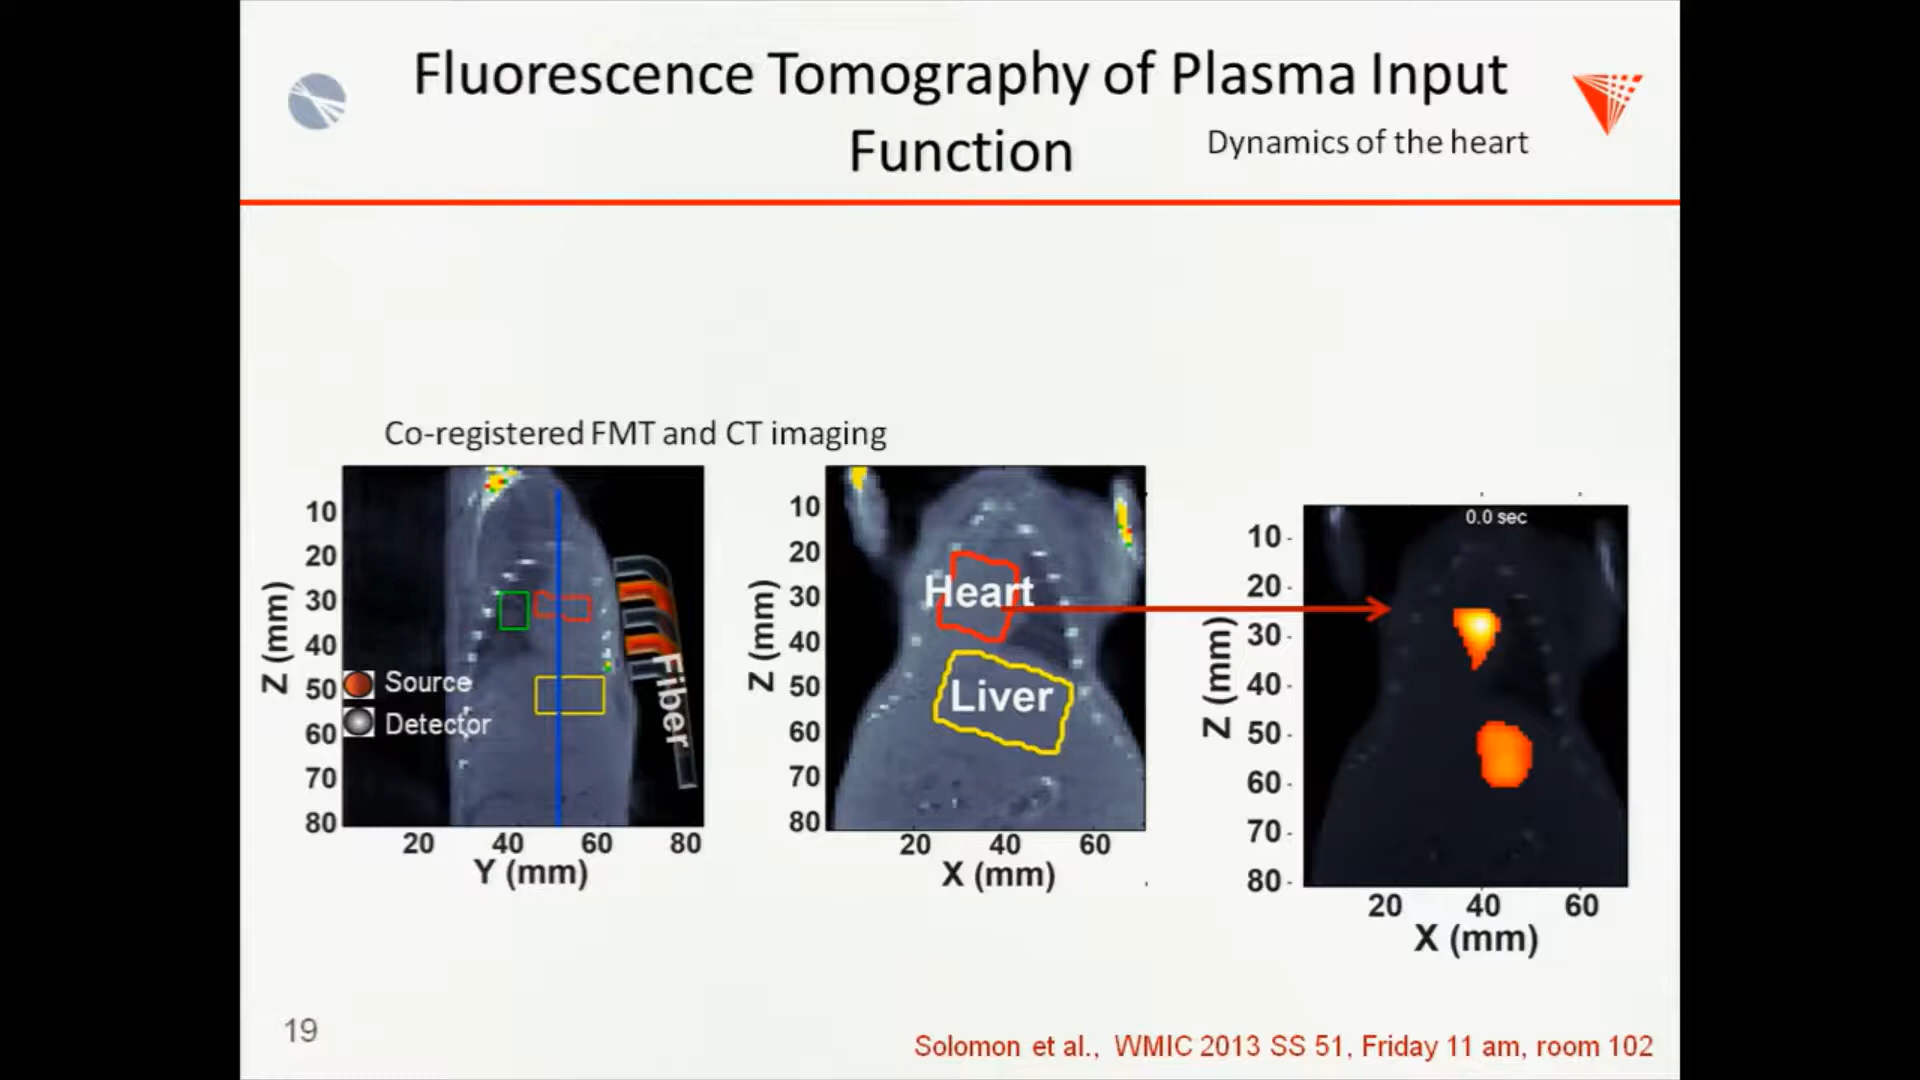 Fluorescence Tomography of Plasma Input
Function
Dynamics of the heart
Co-registered FMT and CT imaging
10
20
30
40
50
60
70
80
Z (mm)
Source
Detector
Fiber
20 40 60 80
Y (mm)
10
20
30
40
50
60
70
80
Z (mm)
Heart
Liver
20 40 60
X (mm)
0.0 sec
10
20
30
40
50
60
70
80
Z (mm)
20 40 60
X (mm)
19
Solomon et al., WMIC 2013 SS 51, Friday 11 am, room 102